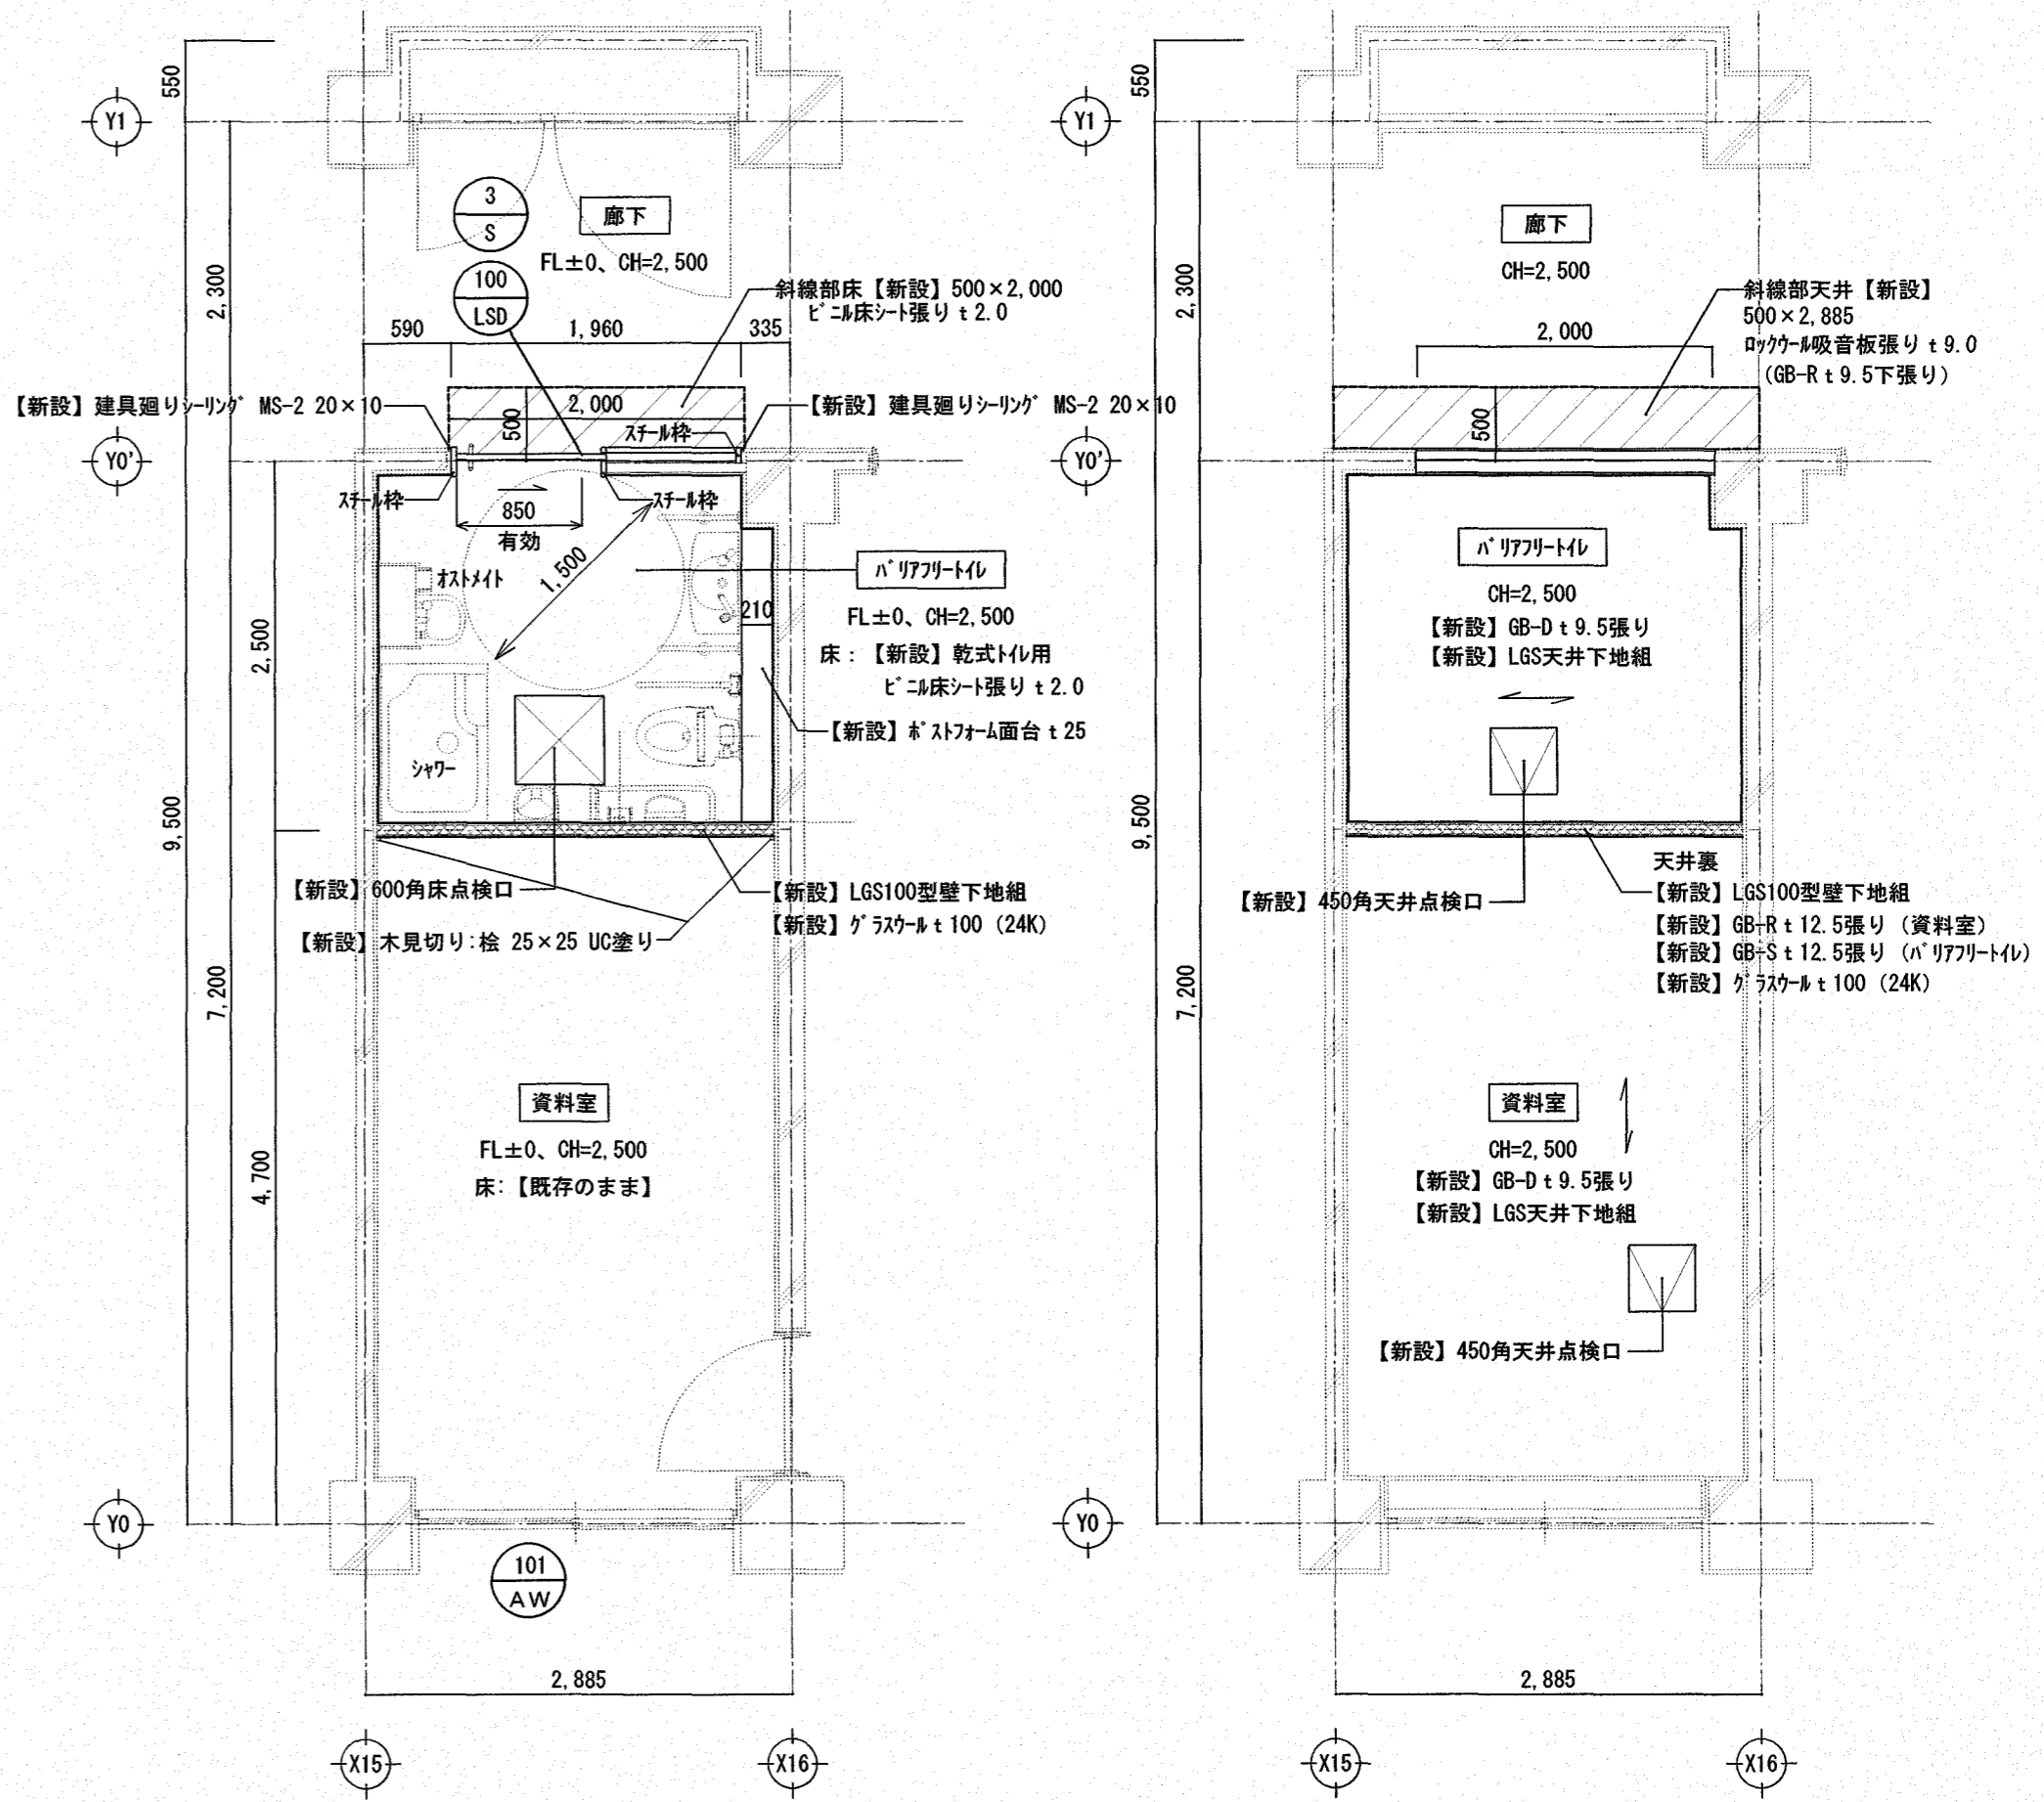 550
Y1
2,300
3
S
廊下
FL±0、CH=2,500
100
LSD
斜線部床【新設】500×2,000
ビニル床シート張り t2.0
590
1,960
335
【新設】建具廻りシーリング MS-2 20×10
500
2,000
スチール枠
【新設】建具廻りシーリング MS-2 20×10
Y0'
スチール枠
850
有効
スチール枠
1,500
オストメイト
210
バリアフリートイレ
FL±0、CH=2,500
床：【新設】乾式トイレ用
ビニル床シート張り t2.0
【新設】ポストフォーム面台 t25
シャワー
2,500
9,500
7,200
4,700
【新設】600角床点検口
【新設】木見切り:桧 25×25 UC塗り
【新設】LGS100型壁下地組
【新設】グラスウール t100 (24K)
資料室
FL±0、CH=2,500
床:【既存のまま】
Y0
101
AW
2,885
X15
X16
550
Y1
2,300
廊下
CH=2,500
斜線部天井【新設】
500×2,885
ロックウール吸音板張り t9.0
(GB-R t9.5下張り)
2,000
500
Y0'
バリアフリートイレ
CH=2,500
【新設】GB-D t9.5張り
【新設】LGS天井下地組
9,500
7,200
【新設】450角天井点検口
天井裏
【新設】LGS100型壁下地組
【新設】GB-R t12.5張り (資料室)
【新設】GB-S t12.5張り (バリアフリートイレ)
【新設】グラスウール t100 (24K)
資料室
CH=2,500
【新設】GB-D t9.5張り
【新設】LGS天井下地組
【新設】450角天井点検口
Y0
2,885
X15
X16